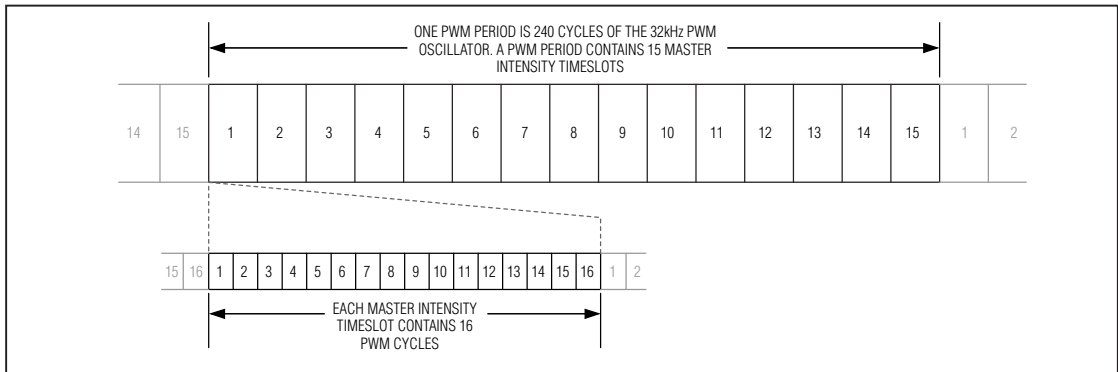 ONE PWM PERIOD IS 240 CYCLES OF THE 32kHz PWM
OSCILLATOR. A PWM PERIOD CONTAINS 15 MASTER
INTENSITY TIMESLOTS
14 15 1 2 3 4 5 6 7 8 9 10 11 12 13 14 15 1 2
15 16 1 2 3 4 5 6 7 8 9 10 11 12 13 14 15 16 1 2
EACH MASTER INTENSITY
TIMESLOT CONTAINS 16
PWM CYCLES